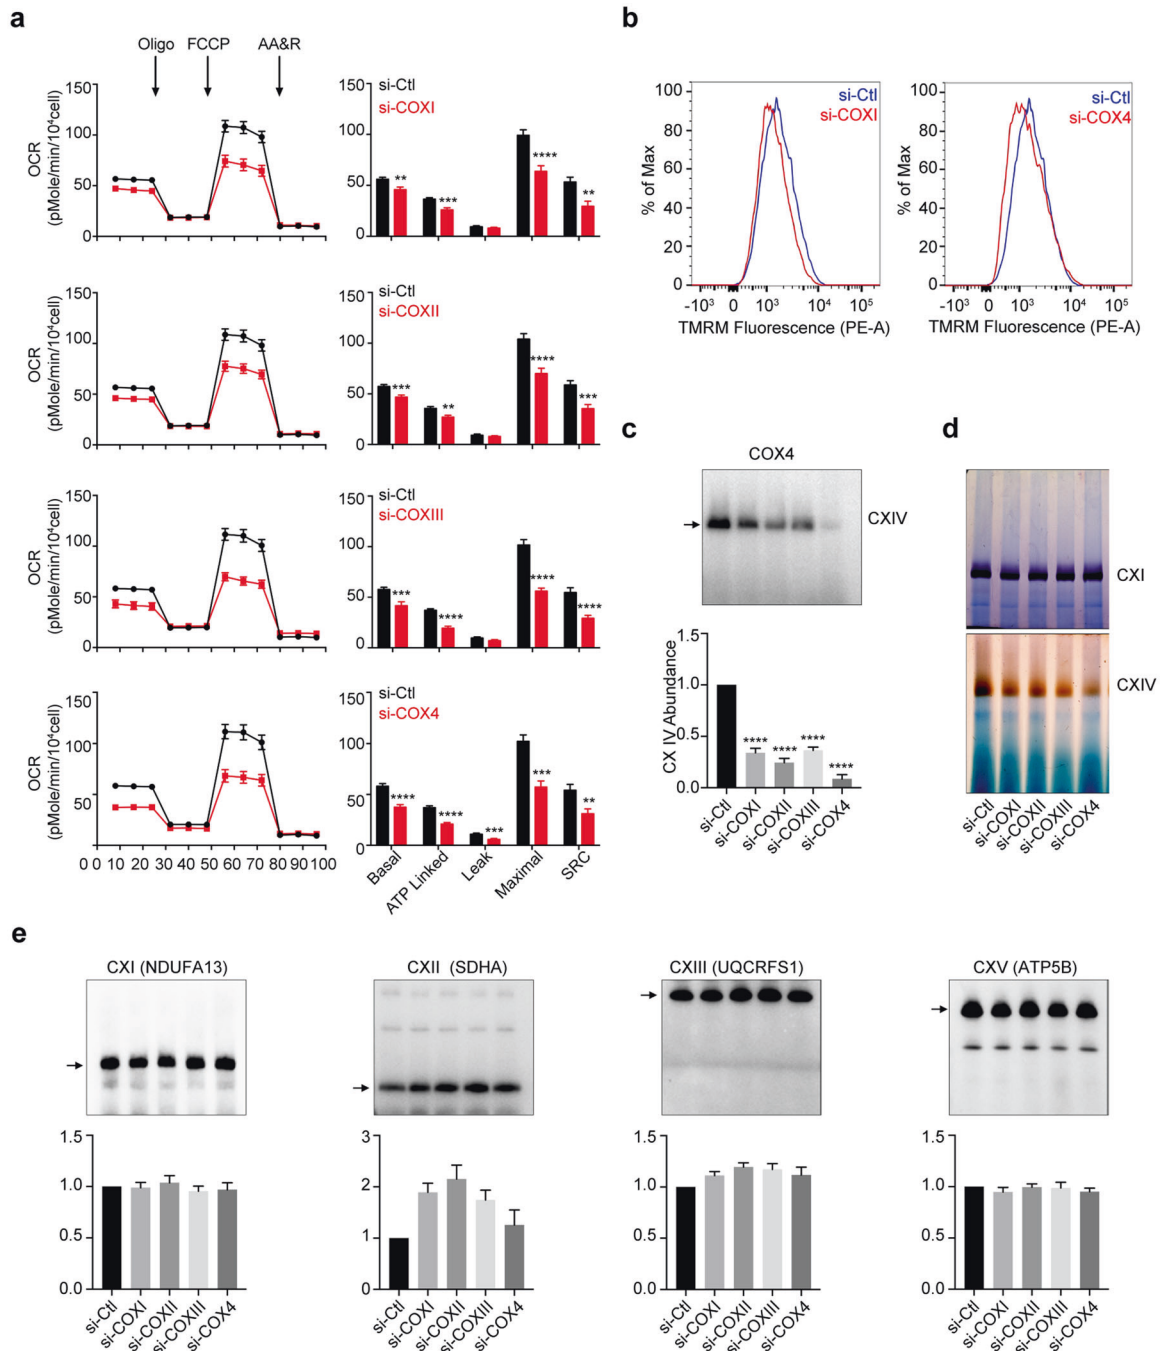 a
Oligo FCCP AA&R
150
100
50
0
OCR
(pMole/min/10⁴cell)
150
100
50
0
si-Ctl
si-COXI
** *** **** **
150
100
50
0
OCR
(pMole/min/10⁴cell)
150
100
50
0
si-Ctl
si-COXII
*** ** **** ***
150
100
50
0
OCR
(pMole/min/10⁴cell)
150
100
50
0
si-Ctl
si-COXIII
*** **** **** ****
150
100
50
0
OCR
(pMole/min/10⁴cell)
0 10 20 30 40 50 60 70 80 90 100
150
100
50
0
si-Ctl
si-COX4
**** **** *** *** **
Basal ATP Linked Leak Maximal SRC
b
100
80
60
40
20
0
% of Max
si-Ctl
si-COXI
-10³ 0 10³ 10⁴ 10⁵
TMRM Fluorescence (PE-A)
100
80
60
40
20
0
% of Max
si-Ctl
si-COX4
-10³ 0 10³ 10⁴ 10⁵
TMRM Fluorescence (PE-A)
c
COX4
CXIV
1.5
1.0
0.5
0.0
CX IV Abundance
**** **** **** ****
si-Ctl si-COXI si-COXII si-COXIII si-COX4
d
CXI
CXIV
si-Ctl si-COXI si-COXII si-COXIII si-COX4
e
CXI (NDUFA13)
1.5
1.0
0.5
0.0
si-Ctl si-COXI si-COXII si-COXIII si-COX4
CXII (SDHA)
3
2
1
0
si-Ctl si-COXI si-COXII si-COXIII si-COX4
CXIII (UQCRFS1)
1.5
1.0
0.5
0.0
si-Ctl si-COXI si-COXII si-COXIII si-COX4
CXV (ATP5B)
1.5
1.0
0.5
0.0
si-Ctl si-COXI si-COXII si-COXIII si-COX4